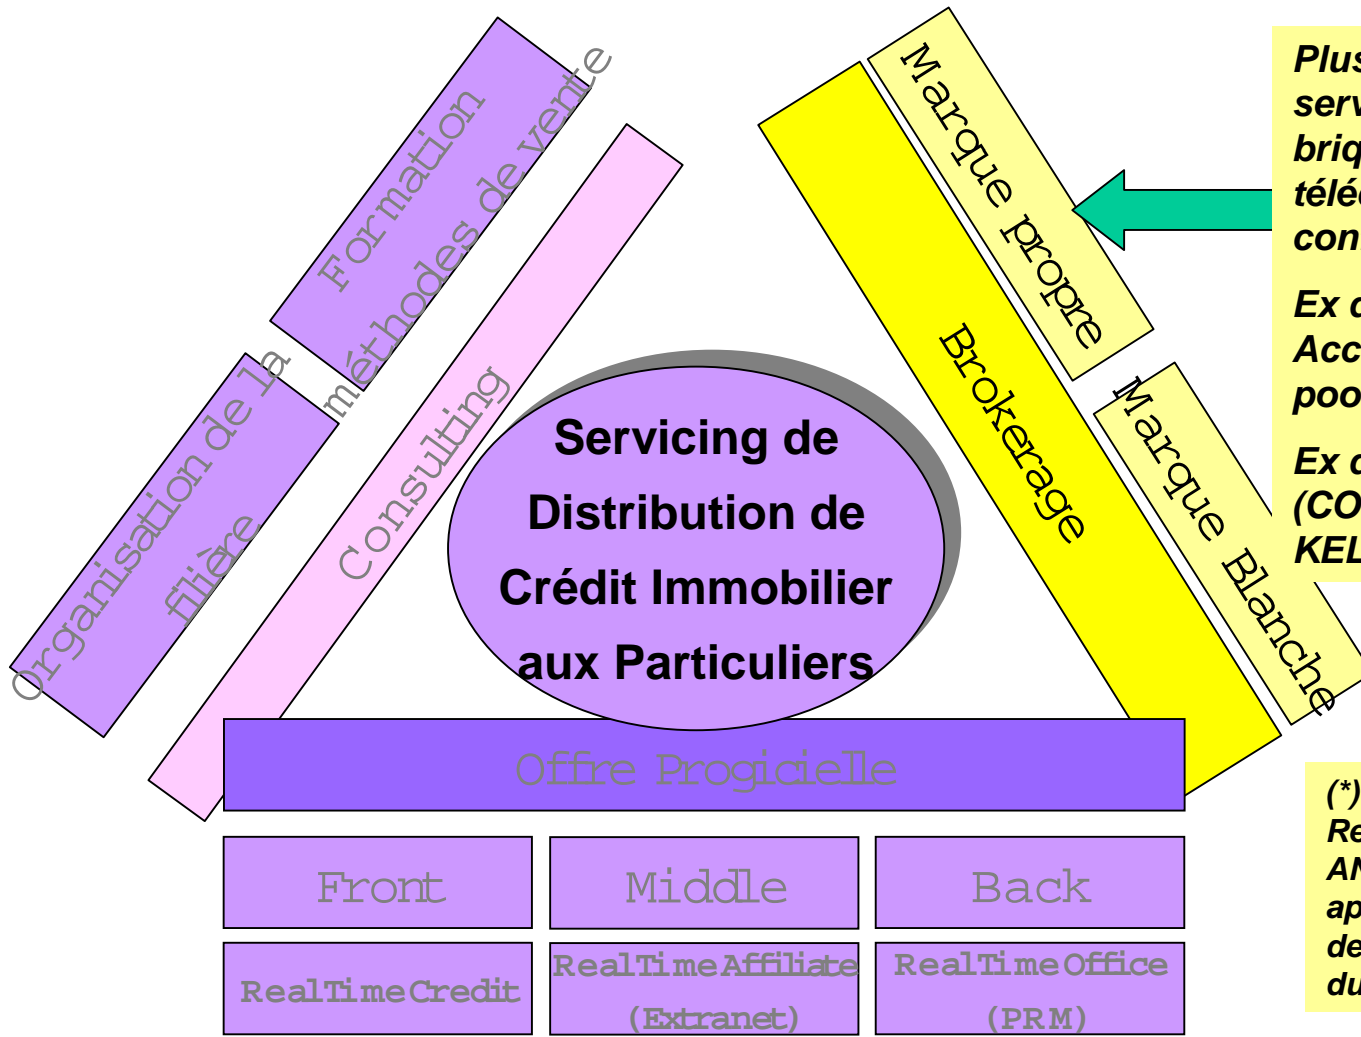 Formation
méthodes de vente
Organisation de la
filière
Consulting
Marque propre
Brokerage
Marque Blanche
Servicing de
Distribution de
Crédit Immobilier
aux Particuliers
Offre Progicielle
Front
Middle
Back
RealTimeCredit
RealTimeAffiliate
(Extranet)
RealTimeOffice
(PRM)
Ex
(*)